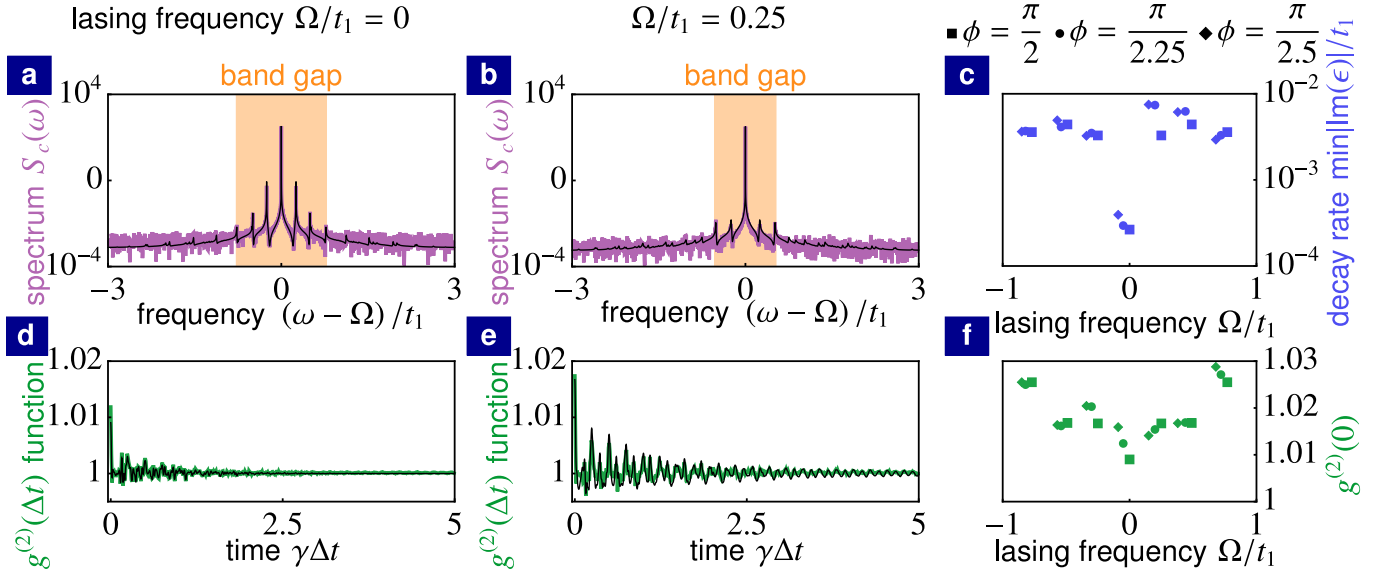 lasing frequency Ω/t₁ = 0
Ω/t₁ = 0.25
■ ϕ = π/2 ● ϕ = π/2.25 ◆ ϕ = π/2.5
a
band gap
spectrum S_c(ω)
10⁴
0
10⁻⁴
−3
0
3
frequency (ω − Ω)/t₁
b
band gap
spectrum S_c(ω)
10⁴
0
10⁻⁴
−3
0
3
frequency (ω − Ω)/t₁
c
10⁻²
10⁻³
10⁻⁴
decay rate min|Im(ϵ)|/t₁
−1
0
1
lasing frequency Ω/t₁
d
g⁽²⁾(Δt) function
1.02
1.01
1
0
2.5
5
time γΔt
e
g⁽²⁾(Δt) function
1.02
1.01
1
0
2.5
5
time γΔt
f
1.03
1.02
1.01
1
g⁽²⁾(0)
−1
0
1
lasing frequency Ω/t₁